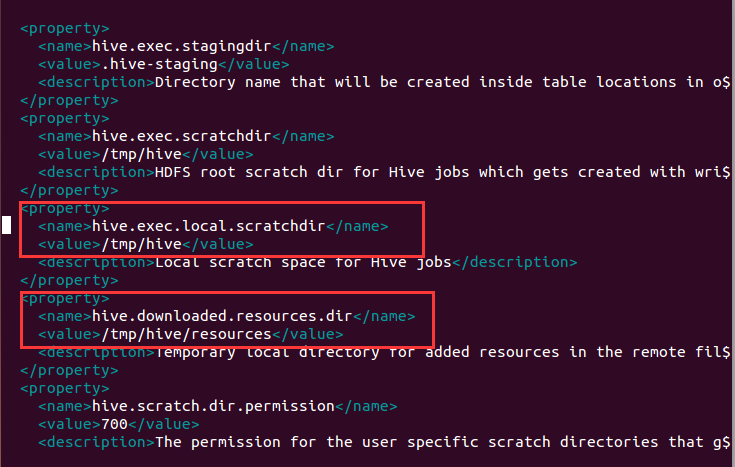 <property>
<name>hive.exec.stagingdir</name>
<value>.hive-staging</value>
<description>Directory name that will be created inside table locations in o$
</property>
<property>
<name>hive.exec.scratchdir</name>
<value>/tmp/hive</value>
<description>HDFS root scratch dir for Hive jobs which gets created with wri$
</property>
<property>
<name>hive.exec.local.scratchdir</name>
<value>/tmp/hive</value>
<description>Local scratch space for Hive jobs</description>
</property>
<property>
<name>hive.downloaded.resources.dir</name>
<value>/tmp/hive/resources</value>
<description>Temporary local directory for added resources in the remote fil$
</property>
<property>
<name>hive.scratch.dir.permission</name>
<value>700</value>
<description>The permission for the user specific scratch directories that g$